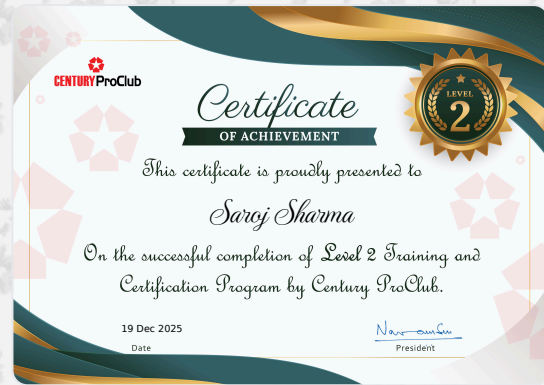 CENTURY ProClub
LEVEL
2
Certificate
OF ACHIEVEMENT
This certificate is proudly presented to
Saroj Sharma
On the successful completion of Level 2 Training and
Certification Program by Century ProClub.
19 Dec 2025
Date
President